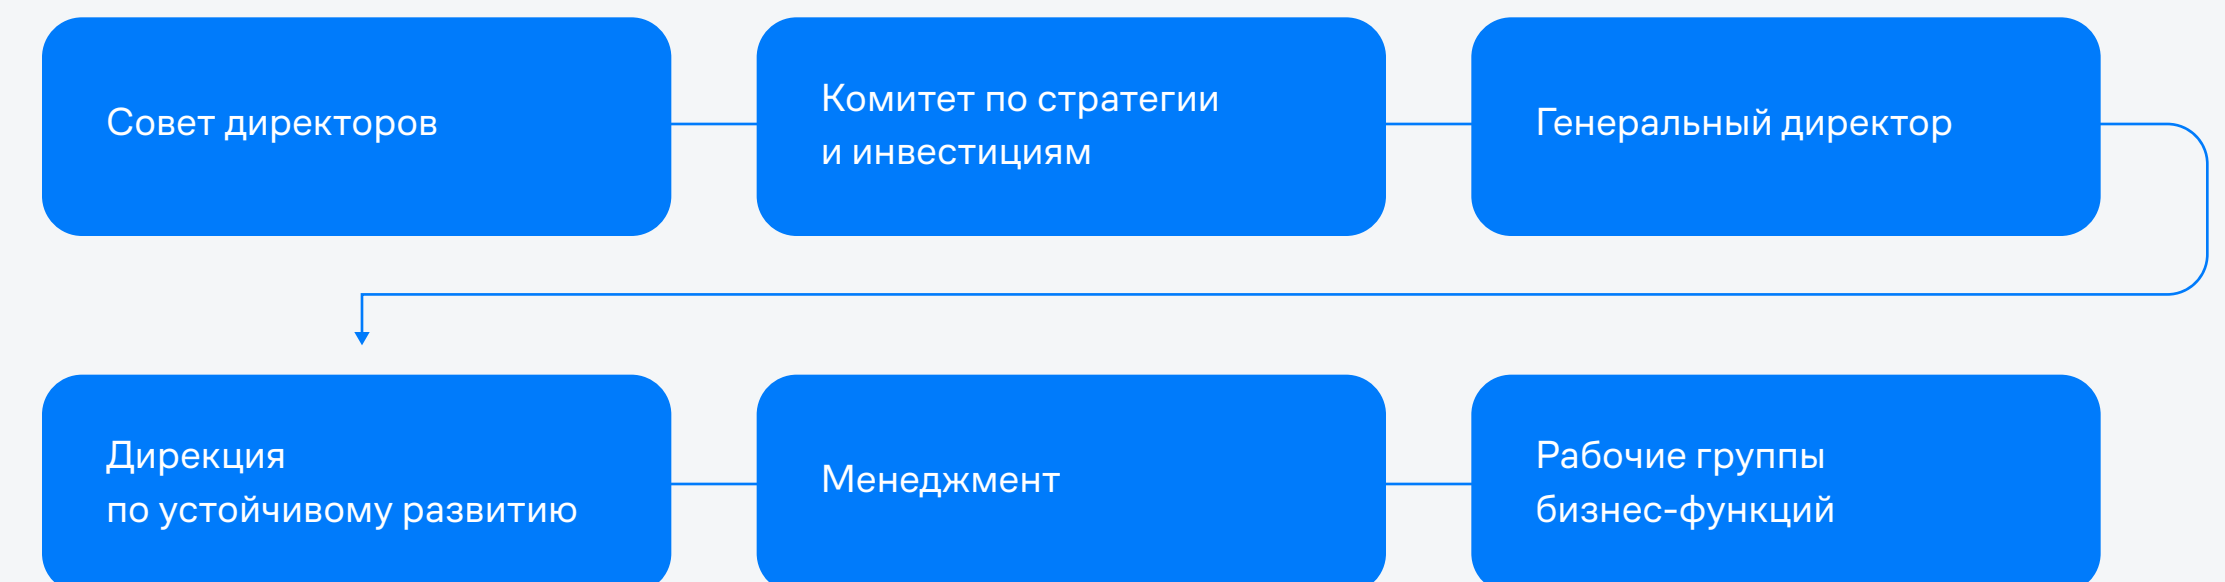 Совет директоров
Комитет по стратегии
и инвестициям
Генеральный директор
Дирекция
по устойчивому развитию
Менеджмент
Рабочие группы
бизнес-функций